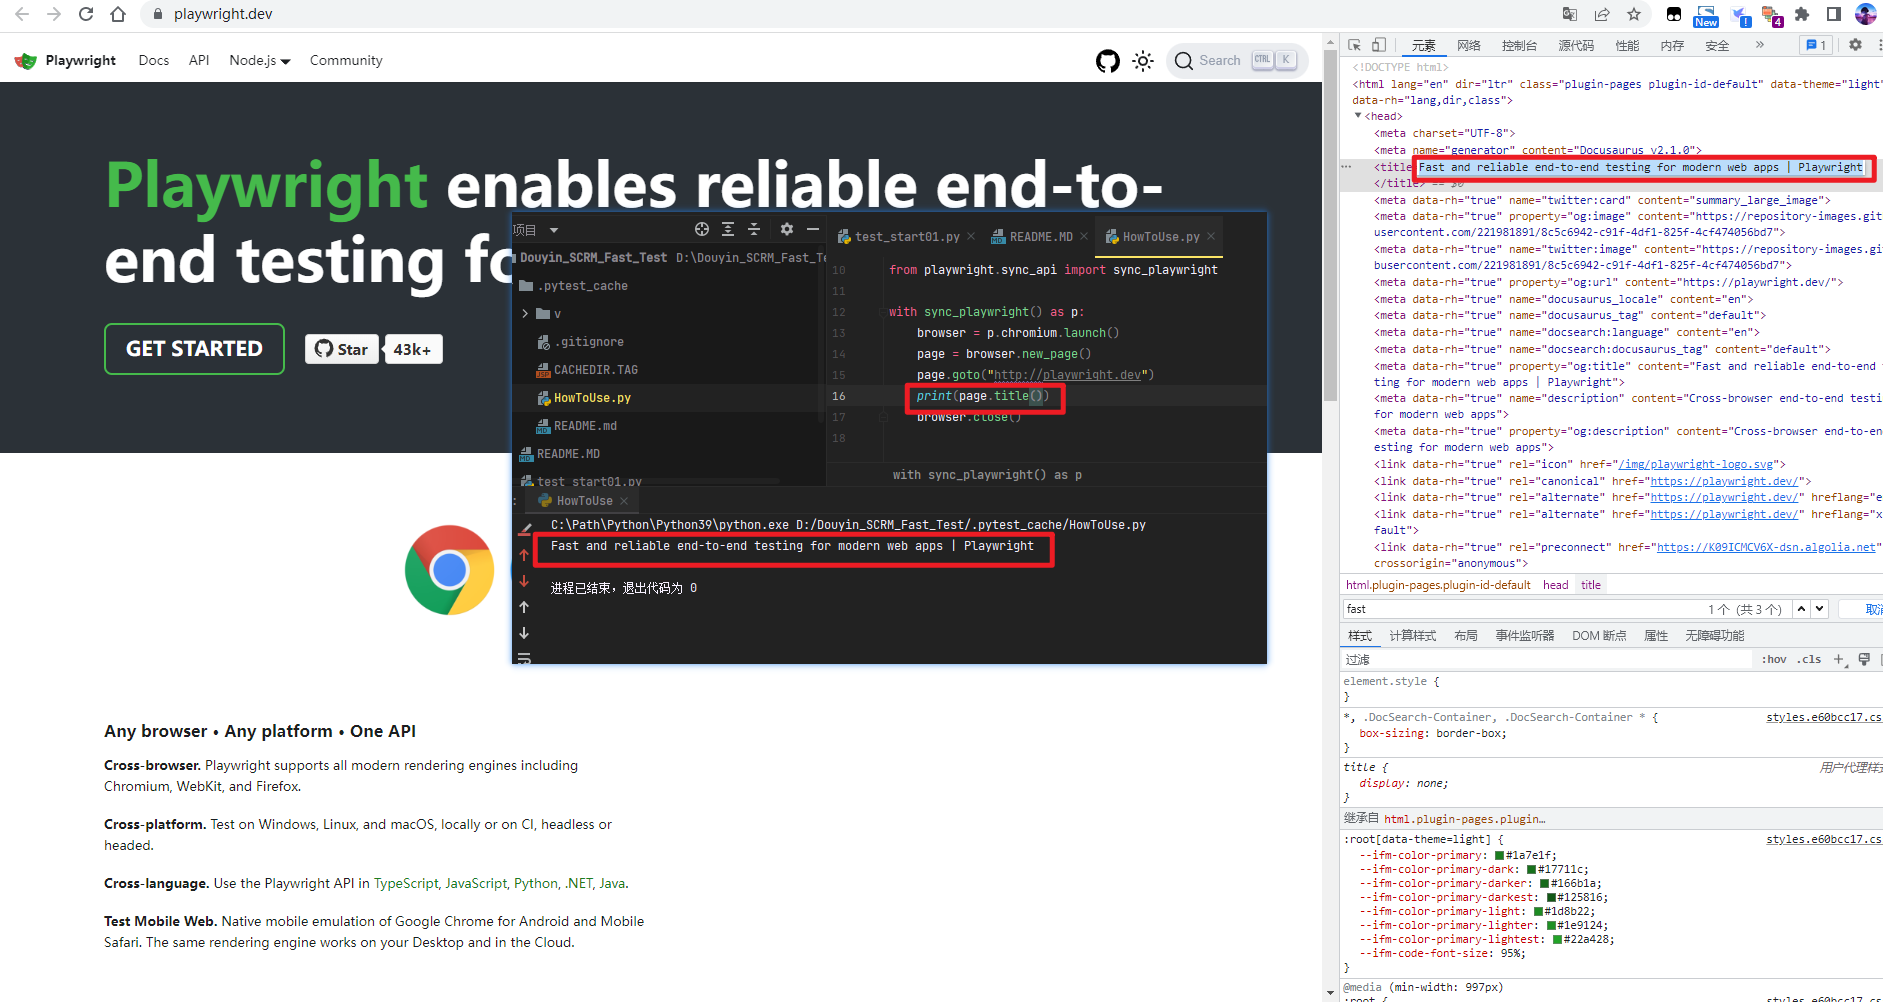 playwright.dev
New
!
4
Playwright
Docs
API
Node.js
Community
Search
CTRL
K
Playwright enables reliable end-to-
end testing fo
GET STARTED
Star
43k+
Any browser • Any platform • One API
Cross-browser. Playwright supports all modern rendering engines including
Chromium, WebKit, and Firefox.
Cross-platform. Test on Windows, Linux, and macOS, locally or on CI, headless or
headed.
Cross-language. Use the Playwright API in TypeScript, JavaScript, Python, .NET, Java.
Test Mobile Web. Native mobile emulation of Google Chrome for Android and Mobile
Safari. The same rendering engine works on your Desktop and in the Cloud.
项目
Douyin_SCRM_Fast_Test D:\Douyin_SCRM_Fast_Te
.pytest_cache
v
.gitignore
CACHEDIR.TAG
HowToUse.py
README.md
README.MD
test_start01.py
test_start01.py
README.MD
HowToUse.py
10 from playwright.sync_api import sync_playwright
11
12 with sync_playwright() as p:
13 browser = p.chromium.launch()
14 page = browser.new_page()
15 page.goto("http://playwright.dev")
16 print(page.title())
17 browser.close()
18
with sync_playwright() as p
HowToUse
C:\Path\Python\Python39\python.exe D:/Douyin_SCRM_Fast_Test/.pytest_cache/HowToUse.py
Fast and reliable end-to-end testing for modern web apps | Playwright
进程已结束，退出代码为 0
元素
网络
控制台
源代码
性能
内存
安全
»
1
<!DOCTYPE html>
<html lang="en" dir="ltr" class="plugin-pages plugin-id-default" data-theme="light"
data-rh="lang,dir,class">
<head>
<meta charset="UTF-8">
<meta name="generator" content="Docusaurus v2.1.0">
<title>Fast and reliable end-to-end testing for modern web apps | Playwright
</title> == $0
<meta data-rh="true" name="twitter:card" content="summary_large_image">
<meta data-rh="true" property="og:image" content="https://repository-images.git
usercontent.com/221981891/8c5c6942-c91f-4df1-825f-4cf474056bd7">
<meta data-rh="true" name="twitter:image" content="https://repository-images.gi
busercontent.com/221981891/8c5c6942-c91f-4df1-825f-4cf474056bd7">
<meta data-rh="true" property="og:url" content="https://playwright.dev/">
<meta data-rh="true" name="docusaurus_locale" content="en">
<meta data-rh="true" name="docusaurus_tag" content="default">
<meta data-rh="true" name="docsearch:language" content="en">
<meta data-rh="true" name="docsearch:docusaurus_tag" content="default">
<meta data-rh="true" property="og:title" content="Fast and reliable end-to-end
ting for modern web apps | Playwright">
<meta data-rh="true" name="description" content="Cross-browser end-to-end testi
for modern web apps">
<meta data-rh="true" property="og:description" content="Cross-browser end-to-en
esting for modern web apps">
<link data-rh="true" rel="icon" href="/img/playwright-logo.svg">
<link data-rh="true" rel="canonical" href="https://playwright.dev/">
<link data-rh="true" rel="alternate" href="https://playwright.dev/" hreflang="e
<link data-rh="true" rel="alternate" href="https://playwright.dev/" hreflang="x
fault">
<link data-rh="true" rel="preconnect" href="https://K09ICMCV6X-dsn.algolia.net"
crossorigin="anonymous">
html.plugin-pages.plugin-id-default head title
fast
1个 (共3个)
取消
样式
计算样式
布局
事件监听器
DOM 断点
属性
无障碍功能
过滤
:hov .cls +
element.style {
}
*, .DocSearch-Container, .DocSearch-Container * { styles.e60bcc17.cs
box-sizing: border-box;
}
title { 用户代理样式
display: none;
}
继承自 html.plugin-pages.plugin…
:root[data-theme=light] { styles.e60bcc17.cs
--ifm-color-primary: #1a7e1f;
--ifm-color-primary-dark: #17711c;
--ifm-color-primary-darker: #166b1a;
--ifm-color-primary-darkest: #125816;
--ifm-color-primary-light: #1d8b22;
--ifm-color-primary-lighter: #1e9124;
--ifm-color-primary-lightest: #22a428;
--ifm-code-font-size: 95%;
}
@media (min-width: 997px)
:root { styles.e60bcc17.cs